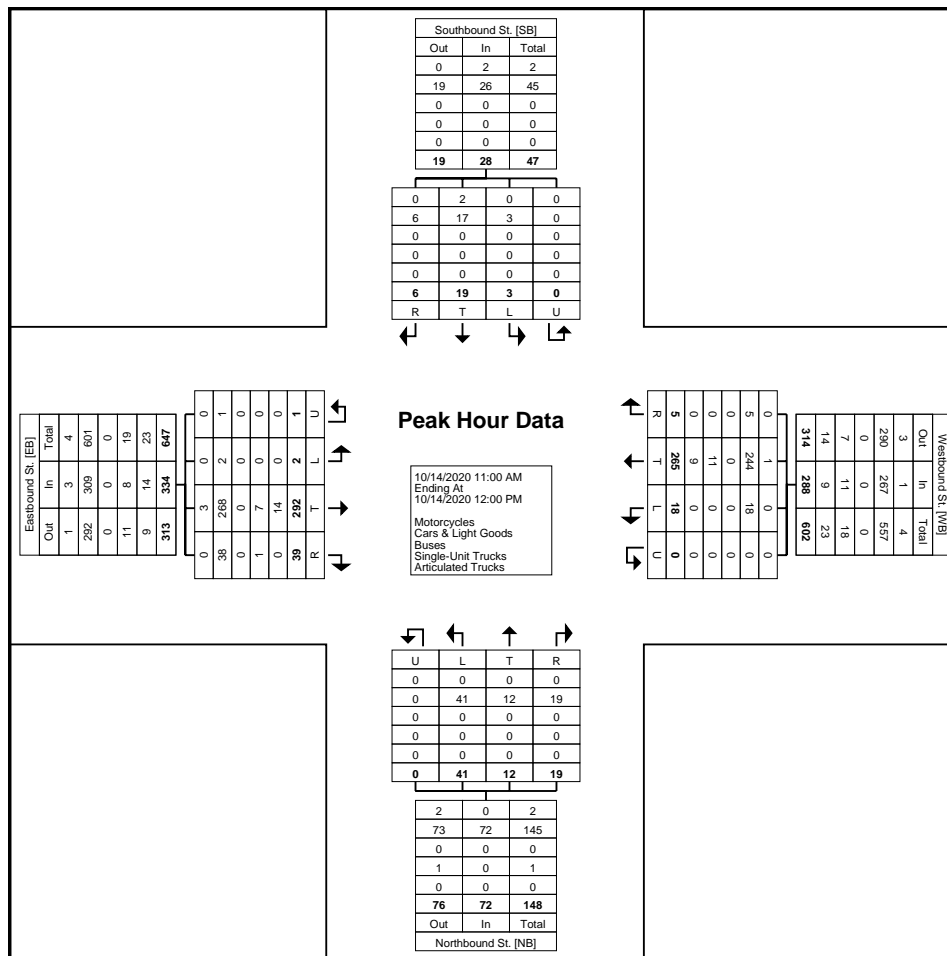 Southbound St. [SB]
Out In Total
0 2 2
19 26 45
0 0 0
0 0 0
0 0 0
19 28 47
0 2 0 0
6 17 3 0
0 0 0 0
0 0 0 0
0 0 0 0
6 19 3 0
R T L U
Eastbound St. [EB]
Out In Total
1 3 4
292 309 601
0 0 0
11 8 19
9 14 23
313 334 647
0 3 0 0
38 268 2 1
0 0 0 0
1 7 0 0
0 14 0 0
39 292 2 1
R T L U
Peak Hour Data
10/14/2020 11:00 AM
Ending At
10/14/2020 12:00 PM
Motorcycles
Cars & Light Goods
Buses
Single-Unit Trucks
Articulated Trucks
Westbound St. [WB]
Out In Total
3 1 4
290 267 557
0 0 0
7 11 18
14 9 23
314 288 602
0 1 0 0
5 244 18 0
0 0 0 0
0 11 0 0
0 9 0 0
5 265 18 0
R T L U
U L T R
0 0 0 0
0 41 12 19
0 0 0 0
0 0 0 0
0 0 0 0
0 41 12 19
2 0 2
73 72 145
0 0 0
1 0 1
0 0 0
76 72 148
Out In Total
Northbound St. [NB]